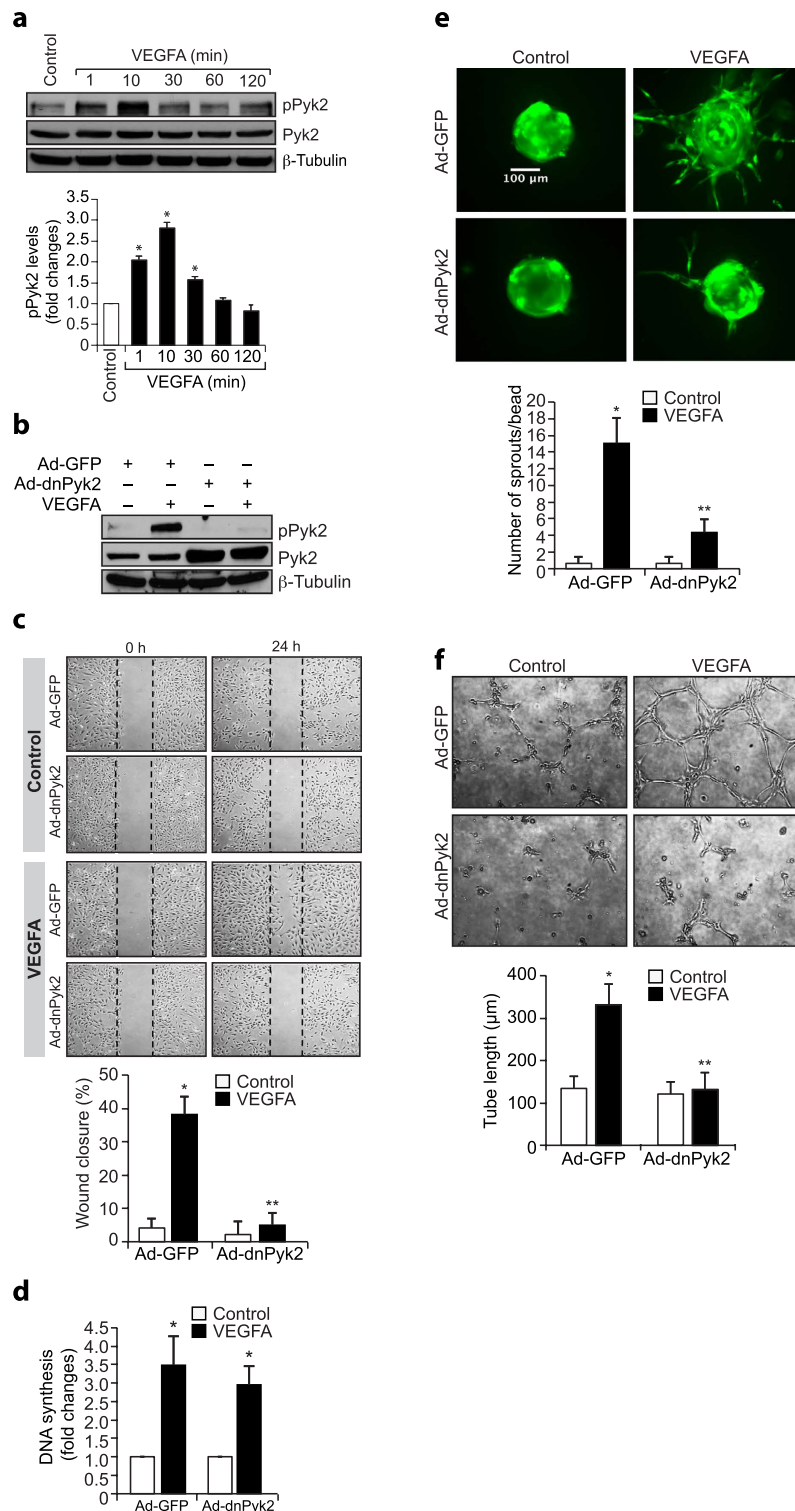 a
Control
VEGFA (min)
1 10 30 60 120
pPyk2
Pyk2
β-Tubulin
pPyk2 levels
(fold changes)
3.5
3.0
2.5
2.0
1.5
1.0
0.5
0
*
*
*
Control
1 10 30 60 120
VEGFA (min)
b
Ad-GFP + + – –
Ad-dnPyk2 – – + +
VEGFA – + – +
pPyk2
Pyk2
β-Tubulin
c
0 h 24 h
Control
Ad-GFP
Ad-dnPyk2
VEGFA
Ad-GFP
Ad-dnPyk2
Wound closure (%)
50
40
30
20
10
0
Control
VEGFA
*
**
Ad-GFP Ad-dnPyk2
d
DNA synthesis
(fold changes)
4.5
4.0
3.5
3.0
2.5
2.0
1.5
1.0
0.5
0
Control
VEGFA
*
*
Ad-GFP Ad-dnPyk2
e
Control VEGFA
Ad-GFP
100 µm
Ad-dnPyk2
Number of sprouts/bead
20
18
16
14
12
10
8
6
4
2
0
Control
VEGFA
*
**
Ad-GFP Ad-dnPyk2
f
Control VEGFA
Ad-GFP
Ad-dnPyk2
Tube length (µm)
400
300
200
100
0
Control
VEGFA
*
**
Ad-GFP Ad-dnPyk2